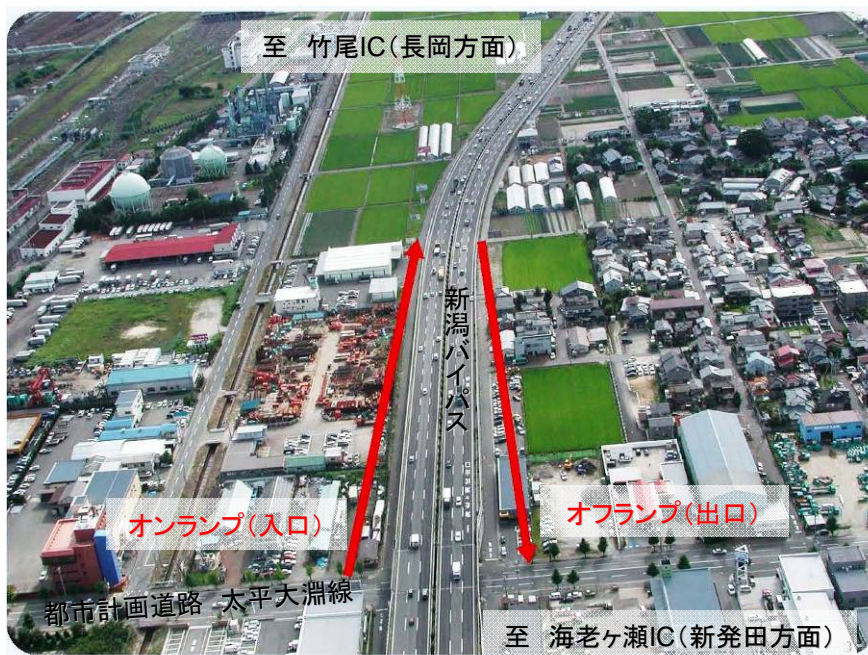 至 竹尾IC(長岡方面)
新潟バイパス
オンランプ(入口)
オフランプ(出口)
都市計画道路 太平大淵線
至 海老ヶ瀬IC(新発田方面)
3